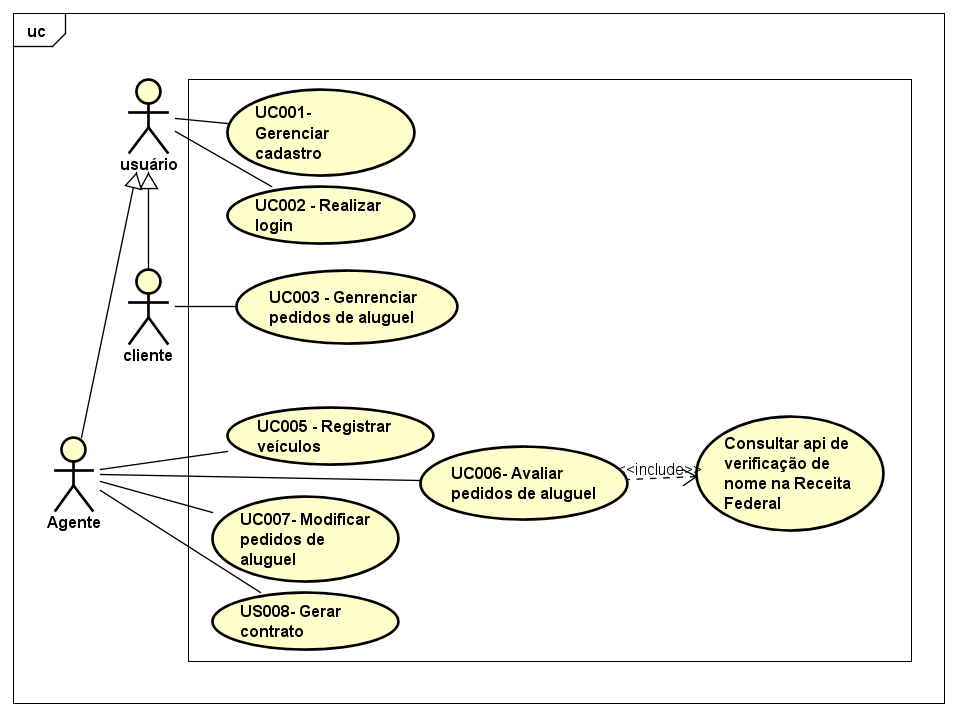 uc
UC001-
Gerenciar
cadastro
usuário
UC002 - Realizar
login
UC003 - Genrenciar
pedidos de aluguel
cliente
UC005 - Registrar
veículos
UC006- Avaliar
pedidos de aluguel
<<include>>
Consultar api de
verificação de
nome na Receita
Federal
Agente
UC007- Modificar
pedidos de
aluguel
US008- Gerar
contrato